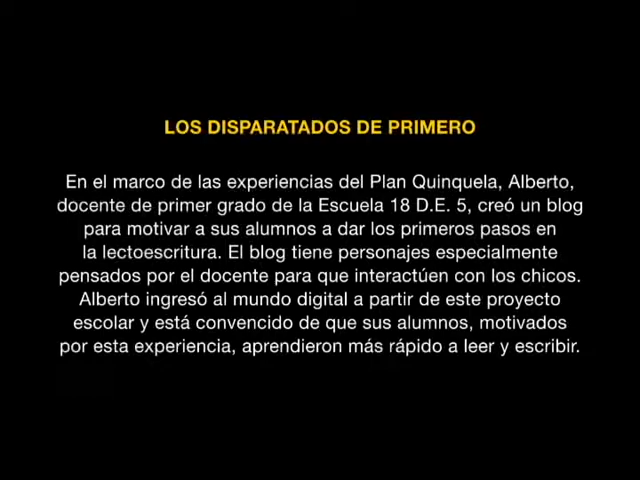 LOS DISPARATADOS DE PRIMERO
En el marco de las experiencias del Plan Quinquela, Alberto,
docente de primer grado de la Escuela 18 D.E. 5, creó un blog
para motivar a sus alumnos a dar los primeros pasos en
la lectoescritura. El blog tiene personajes especialmente
pensados por el docente para que interactúen con los chicos.
Alberto ingresó al mundo digital a partir de este proyecto
escolar y está convencido de que sus alumnos, motivados
por esta experiencia, aprendieron más rápido a leer y escribir.